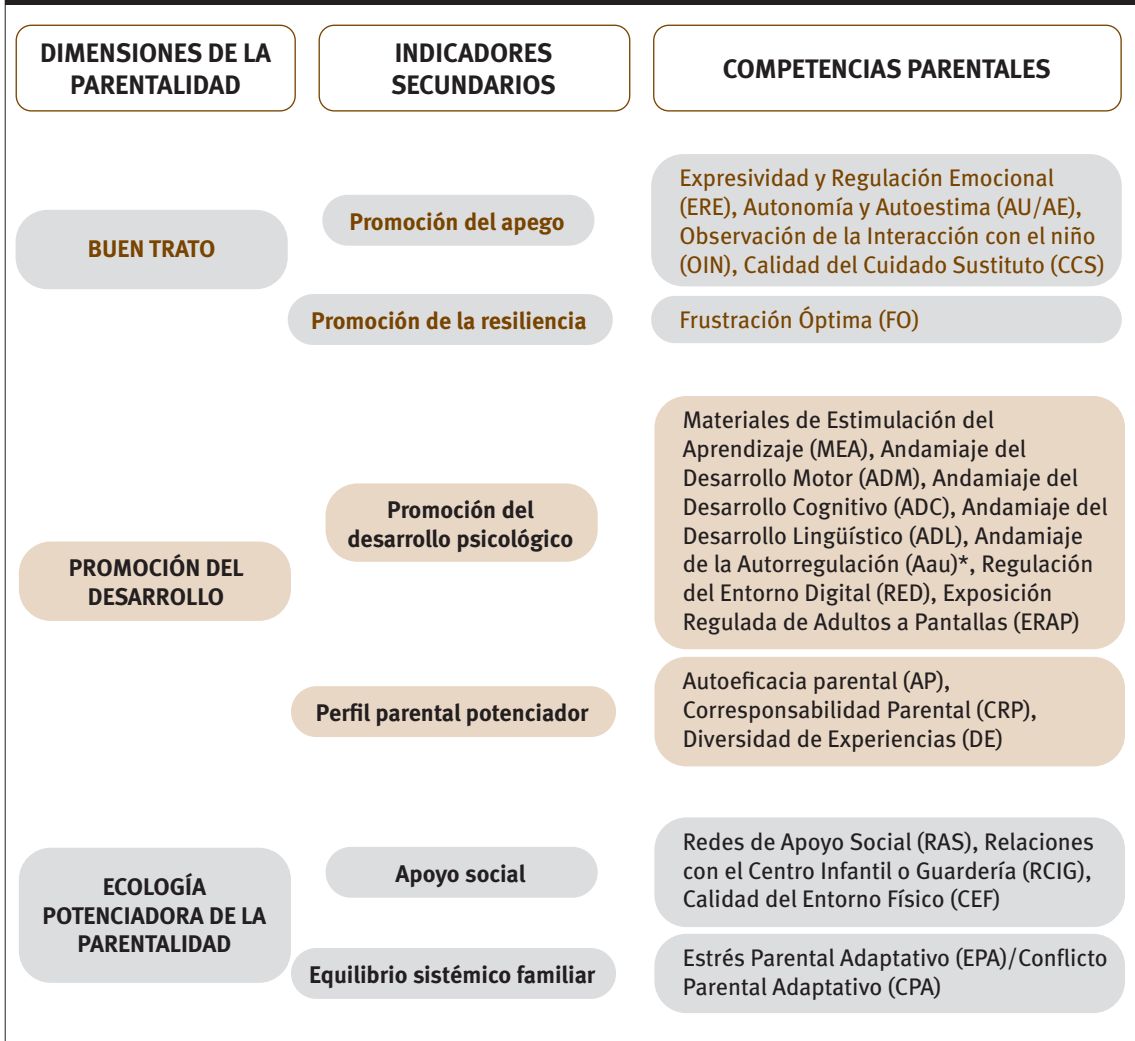 DIMENSIONES DE LA
PARENTALIDAD
INDICADORES
SECUNDARIOS
COMPETENCIAS PARENTALES
BUEN TRATO
Promoción del apego
Expresividad y Regulación Emocional
(ERE), Autonomía y Autoestima (AU/AE),
Observación de la Interacción con el niño
(OIN), Calidad del Cuidado Sustituto (CCS)
Promoción de la resiliencia
Frustración Óptima (FO)
PROMOCIÓN DEL
DESARROLLO
Promoción del
desarrollo psicológico
Materiales de Estimulación del
Aprendizaje (MEA), Andamiaje del
Desarrollo Motor (ADM), Andamiaje del
Desarrollo Cognitivo (ADC), Andamiaje del
Desarrollo Lingüístico (ADL), Andamiaje
de la Autorregulación (Aau)*, Regulación
del Entorno Digital (RED), Exposición
Regulada de Adultos a Pantallas (ERAP)
Perfil parental potenciador
Autoeficacia parental (AP),
Corresponsabilidad Parental (CRP),
Diversidad de Experiencias (DE)
ECOLOGÍA
POTENCIADORA DE LA
PARENTALIDAD
Apoyo social
Redes de Apoyo Social (RAS), Relaciones
con el Centro Infantil o Guardería (RCIG),
Calidad del Entorno Físico (CEF)
Equilibrio sistémico familiar
Estrés Parental Adaptativo (EPA)/Conflicto
Parental Adaptativo (CPA)